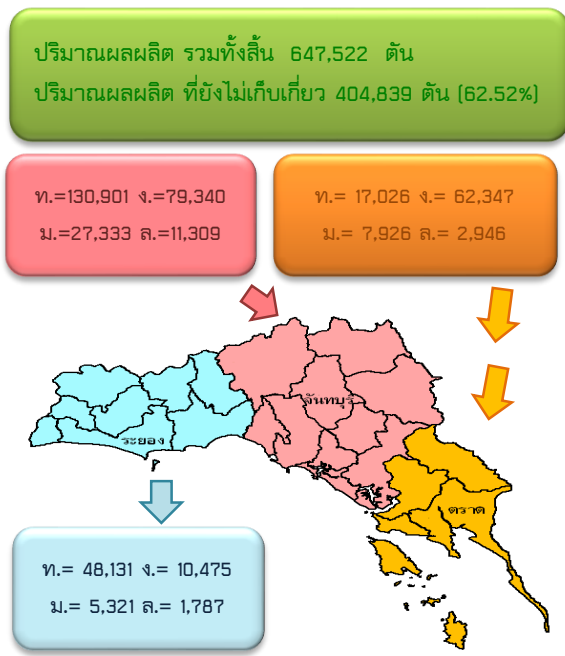 ปริมาณผลผลิต รวมทั้งสิ้น 647,522 ตัน
ปริมาณผลผลิต ที่ยังไม่เก็บเกี่ยว 404,839 ตัน (62.52%)
ท.=130,901 ง.=79,340
ม.=27,333 ล.=11,309
ท.= 17,026 ง.= 62,347
ม.= 7,926 ล.= 2,946
จันทบุรี
ระยอง
ตราด
ท.= 48,131 ง.= 10,475
ม.= 5,321 ล.= 1,787